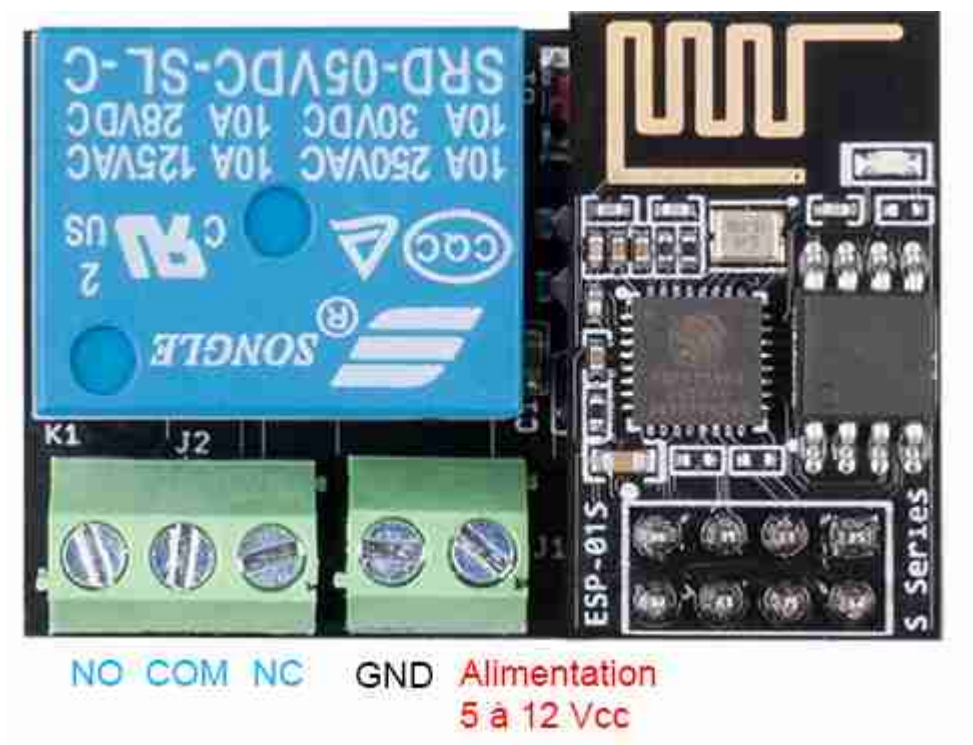 SRD-05VDC-SL-C
10A 30VDC 10A 28VDC
10A 250VAC 10A 125VAC
CQC
C US
2
SONGLE
®
K1
J2
J1
ESP-01S
S Series
NO COM NC
GND
Alimentation
5 à 12 Vcc